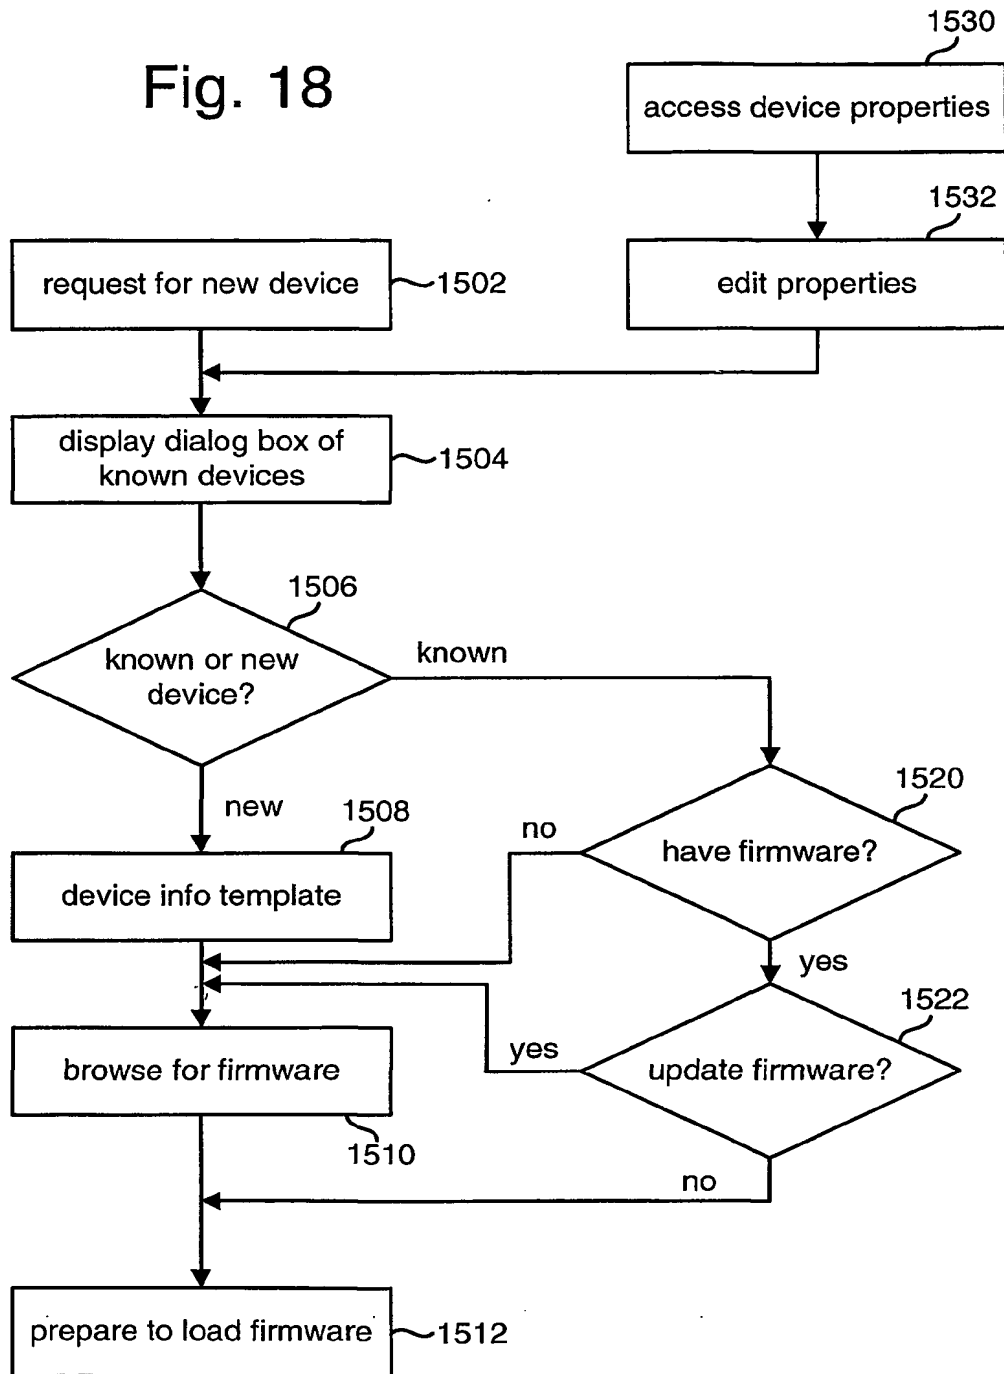 Fig. 18
1530
access device properties
1532
edit properties
request for new device
1502
display dialog box of
known devices
1504
1506
known or new
device?
known
new
1508
device info template
1520
have firmware?
no
yes
1522
update firmware?
yes
browse for firmware
1510
no
prepare to load firmware
1512